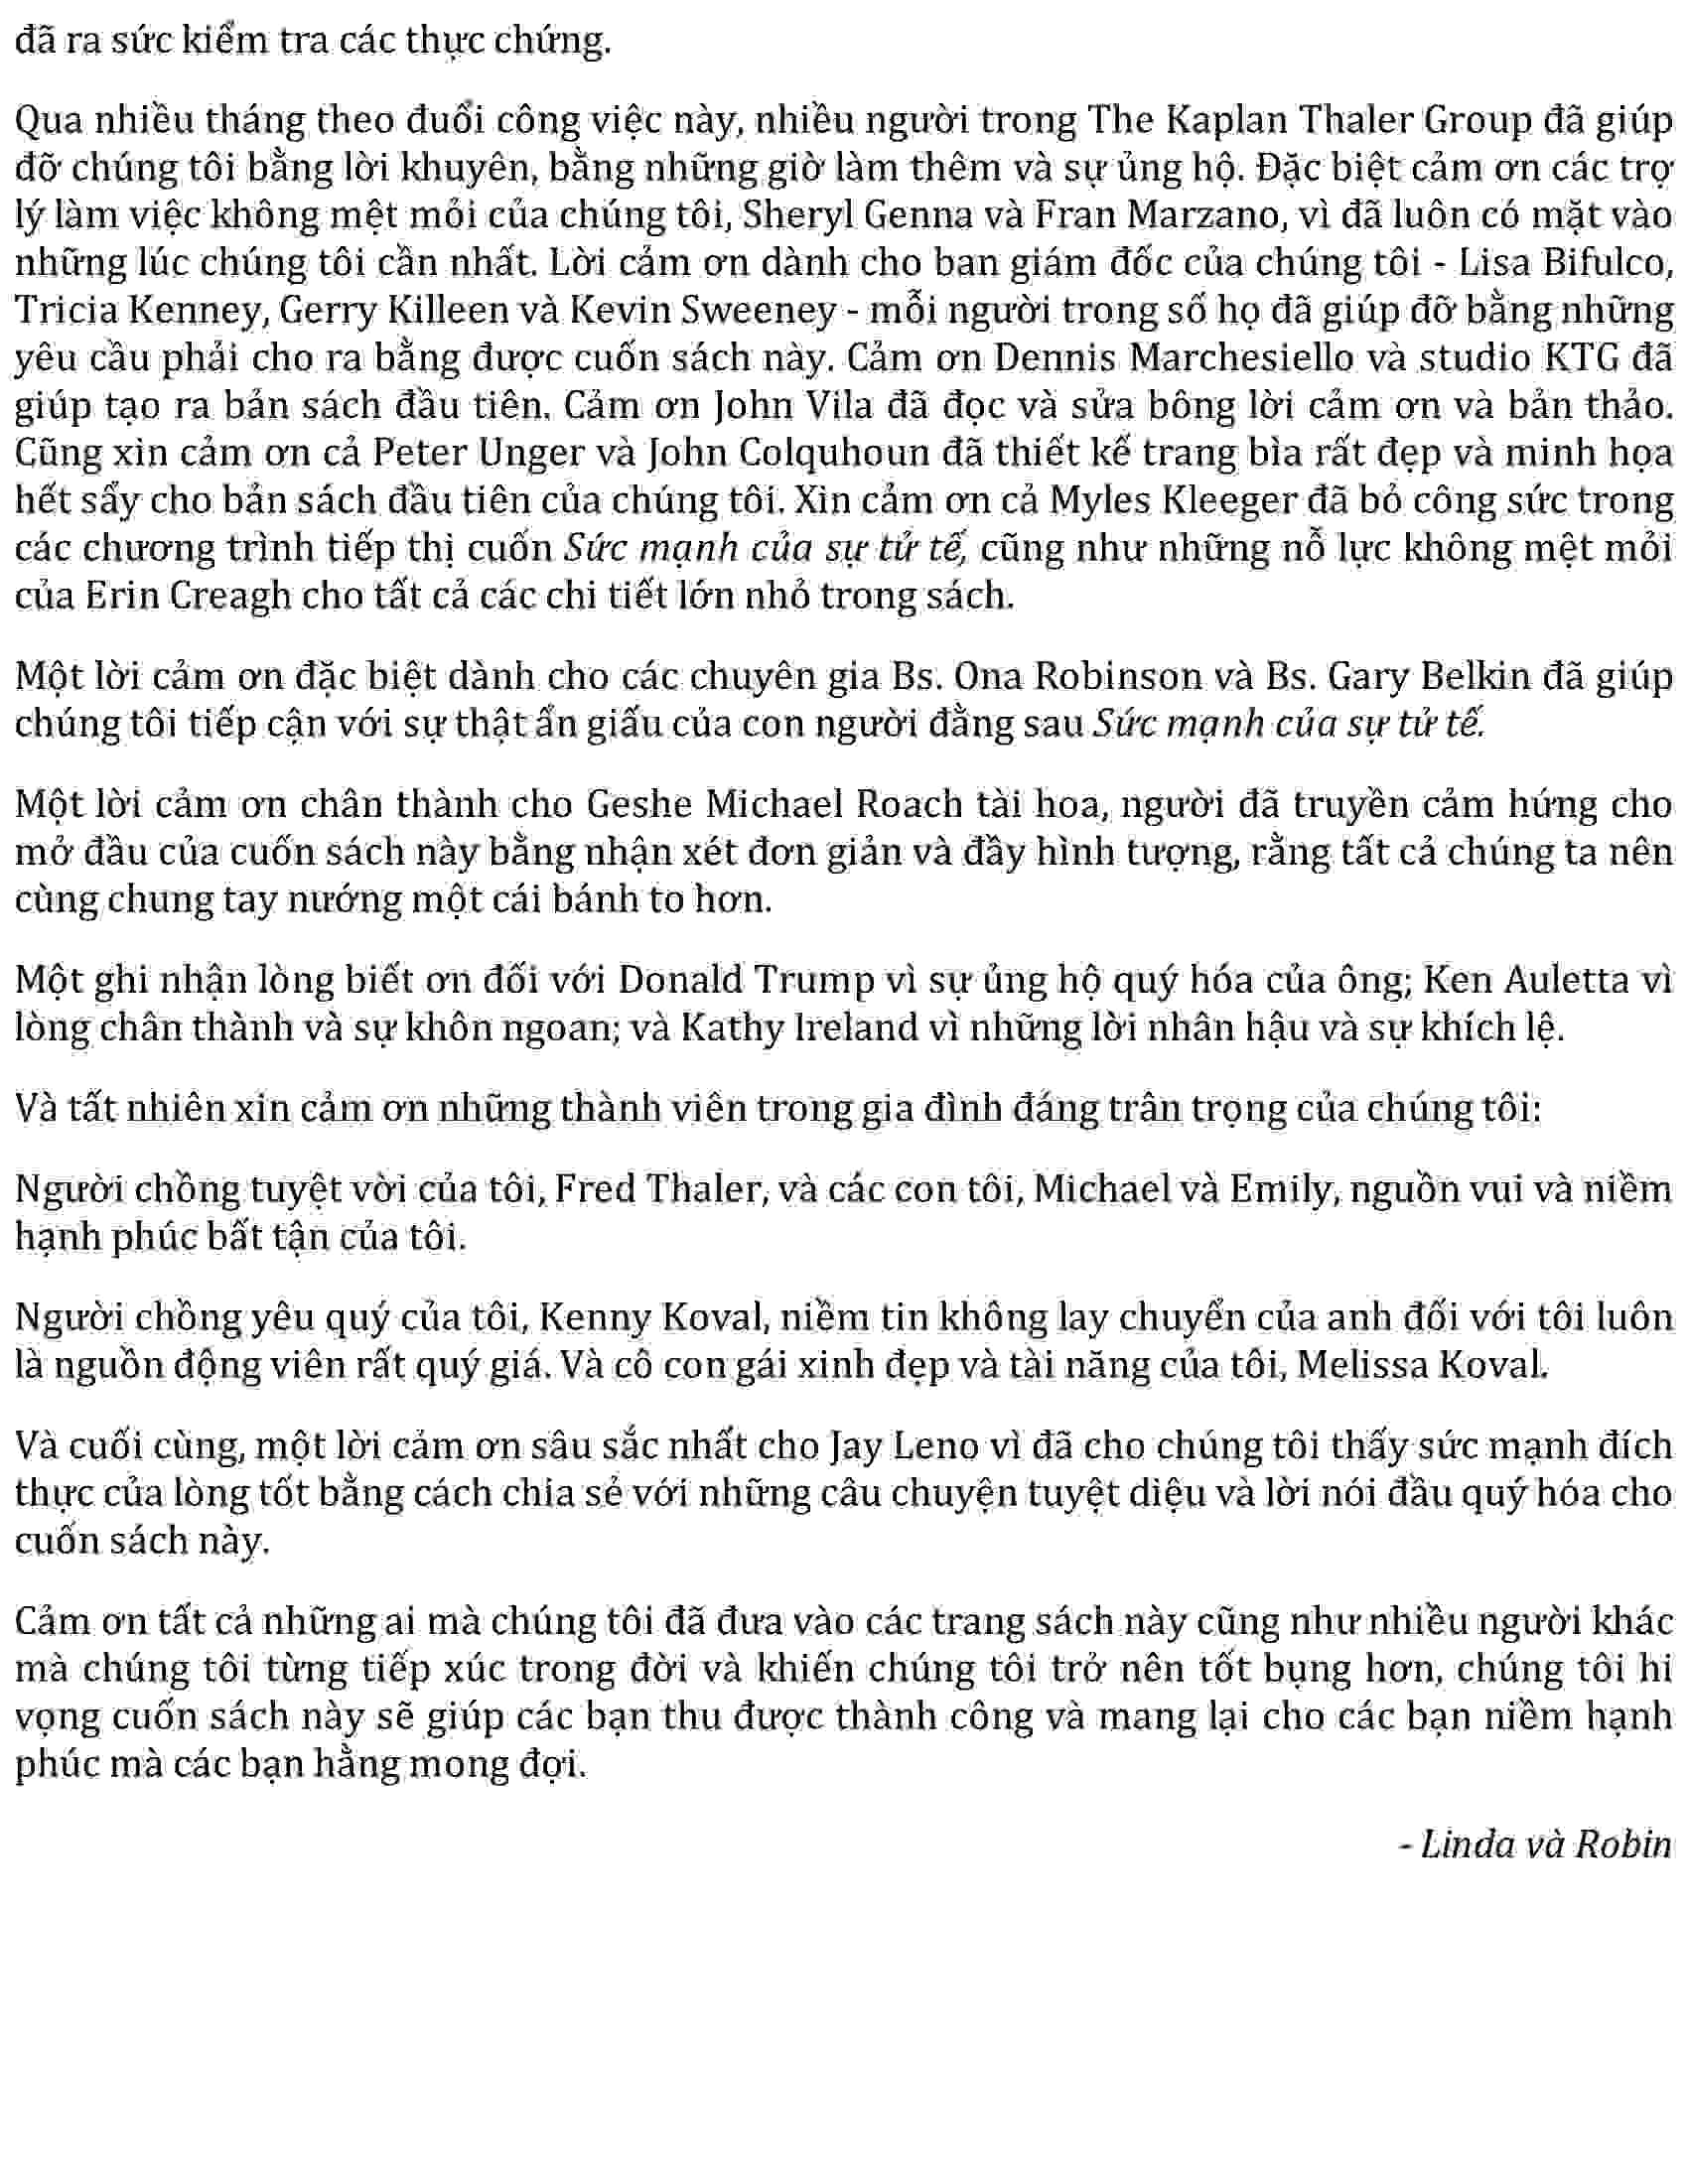 đã ra sức kiểm tra các thực chứng.
Qua nhiều tháng theo đuổi công việc này, nhiều người trong The Kaplan Thaler Group đã giúp
đỡ chúng tôi bằng lời khuyên, bằng những giờ làm thêm và sự ủng hộ. Đặc biệt cảm ơn các trợ
lý làm việc không mệt mỏi của chúng tôi, Sheryl Genna và Fran Marzano, vì đã luôn có mặt vào
những lúc chúng tôi cần nhất. Lời cảm ơn dành cho ban giám đốc của chúng tôi - Lisa Bifulco,
Tricia Kenney, Gerry Killeen và Kevin Sweeney - mỗi người trong số họ đã giúp đỡ bằng những
yêu cầu phải cho ra bằng được cuốn sách này. Cảm ơn Dennis Marchesiello và studio KTG đã
giúp tạo ra bản sách đầu tiên. Cảm ơn John Vila đã đọc và sửa bông lời cảm ơn và bản thảo.
Cũng xin cảm ơn cả Peter Unger và John Colquhoun đã thiết kế trang bìa rất đẹp và minh họa
hết sẩy cho bản sách đầu tiên của chúng tôi. Xin cảm ơn cả Myles Kleeger đã bỏ công sức trong
các chương trình tiếp thị cuốn Sức mạnh của sự tử tế, cũng như những nỗ lực không mệt mỏi
của Erin Creagh cho tất cả các chi tiết lớn nhỏ trong sách.
Một lời cảm ơn đặc biệt dành cho các chuyên gia Bs. Ona Robinson và Bs. Gary Belkin đã giúp
chúng tôi tiếp cận với sự thật ẩn giấu của con người đằng sau Sức mạnh của sự tử tế.
Một lời cảm ơn chân thành cho Geshe Michael Roach tài hoa, người đã truyền cảm hứng cho
mở đầu của cuốn sách này bằng nhận xét đơn giản và đầy hình tượng, rằng tất cả chúng ta nên
cùng chung tay nướng một cái bánh to hơn.
Một ghi nhận lòng biết ơn đối với Donald Trump vì sự ủng hộ quý hóa của ông; Ken Auletta vì
lòng chân thành và sự khôn ngoan; và Kathy Ireland vì những lời nhân hậu và sự khích lệ.
Và tất nhiên xin cảm ơn những thành viên trong gia đình đáng trân trọng của chúng tôi:
Người chồng tuyệt vời của tôi, Fred Thaler, và các con tôi, Michael và Emily, nguồn vui và niềm
hạnh phúc bất tận của tôi.
Người chồng yêu quý của tôi, Kenny Koval, niềm tin không lay chuyển của anh đối với tôi luôn
là nguồn động viên rất quý giá. Và cô con gái xinh đẹp và tài năng của tôi, Melissa Koval.
Và cuối cùng, một lời cảm ơn sâu sắc nhất cho Jay Leno vì đã cho chúng tôi thấy sức mạnh đích
thực của lòng tốt bằng cách chia sẻ với những câu chuyện tuyệt diệu và lời nói đầu quý hóa cho
cuốn sách này.
Cảm ơn tất cả những ai mà chúng tôi đã đưa vào các trang sách này cũng như nhiều người khác
mà chúng tôi từng tiếp xúc trong đời và khiến chúng tôi trở nên tốt bụng hơn, chúng tôi hi
vọng cuốn sách này sẽ giúp các bạn thu được thành công và mang lại cho các bạn niềm hạnh
phúc mà các bạn hằng mong đợi.
- Linda và Robin